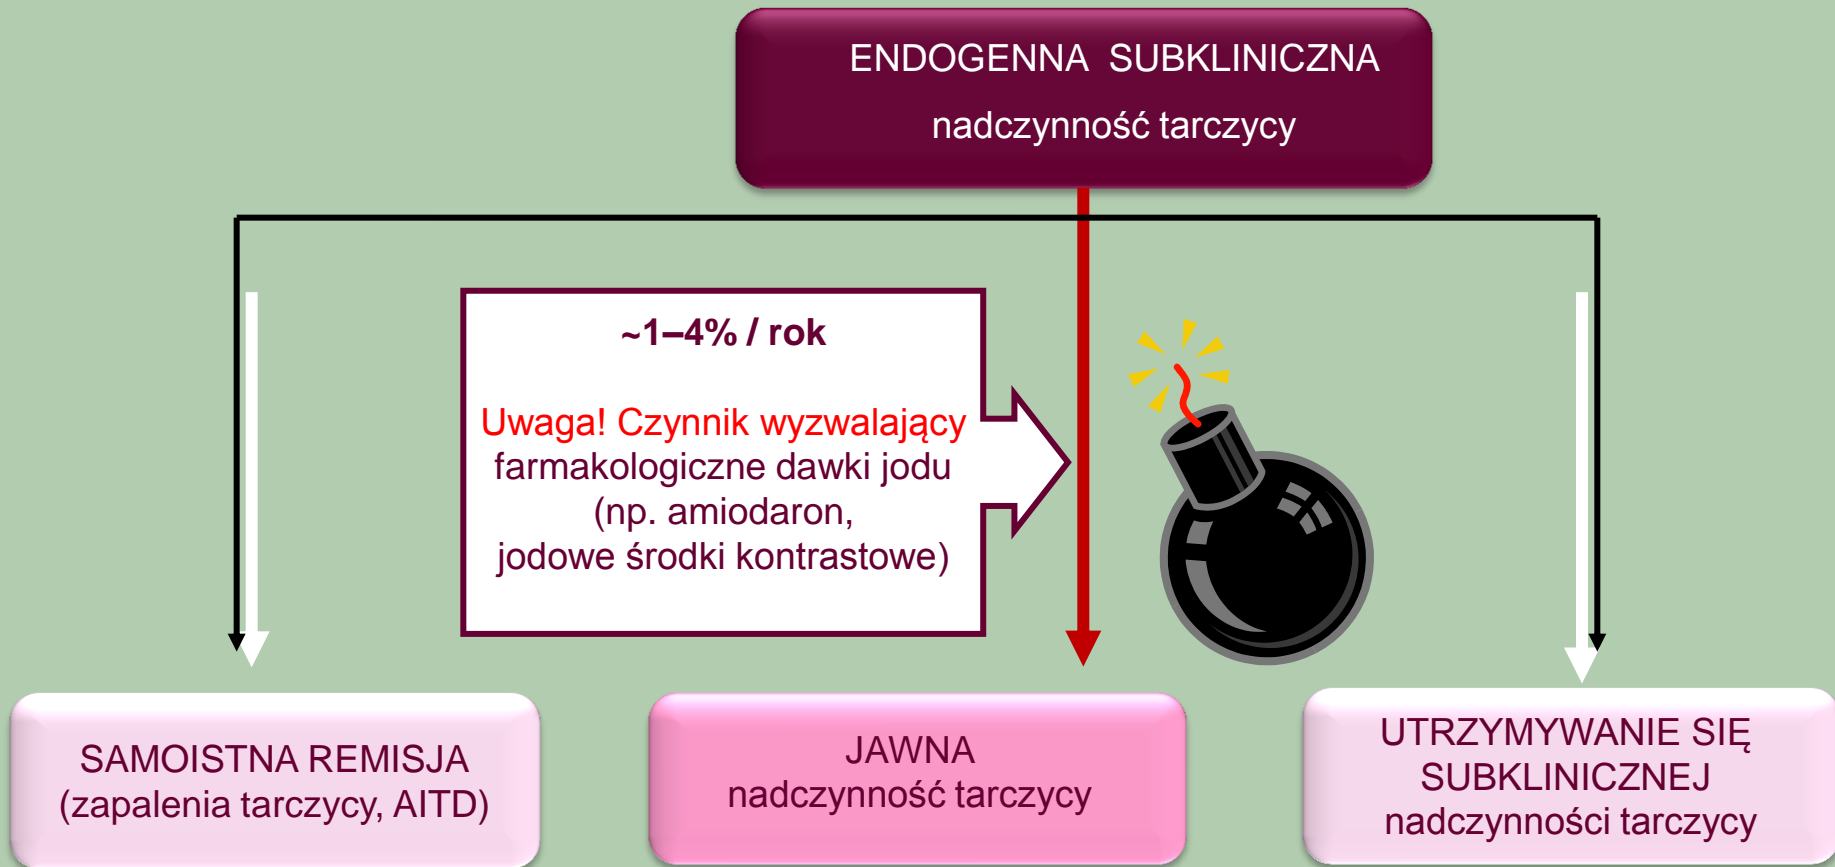 ENDOGENNA SUBKLINICZNA
nadczynność tarczycy
~1–4% / rok
Uwaga! Czynnik wyzwalający
farmakologiczne dawki jodu
(np. amiodaron,
jodowe środki kontrastowe)
SAMOISTNA REMISJA
(zapalenia tarczycy, AITD)
JAWNA
nadczynność tarczycy
UTRZYMYWANIE SIĘ
SUBKLINICZNEJ
nadczynności tarczycy